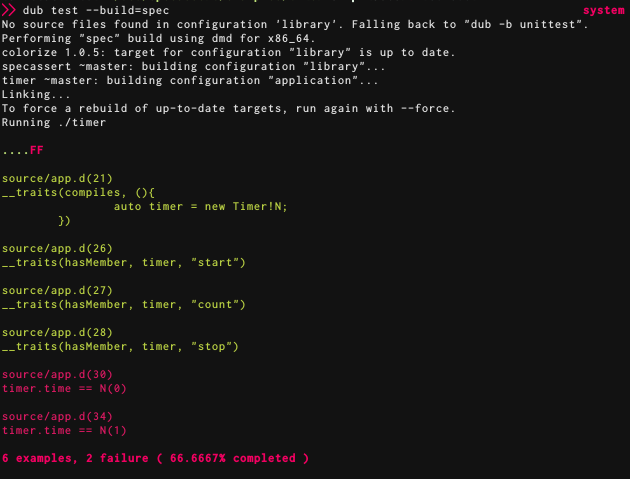 >> dub test --build=spec system
No source files found in configuration 'library'. Falling back to "dub -b unittest".
Performing "spec" build using dmd for x86_64.
colorize 1.0.5: target for configuration "library" is up to date.
specassert ~master: building configuration "library"...
timer ~master: building configuration "application"...
Linking...
To force a rebuild of up-to-date targets, run again with --force.
Running ./timer
....FF
source/app.d(21)
__traits(compiles, (){
auto timer = new Timer!N;
})
source/app.d(26)
__traits(hasMember, timer, "start")
source/app.d(27)
__traits(hasMember, timer, "count")
source/app.d(28)
__traits(hasMember, timer, "stop")
source/app.d(30)
timer.time == N(0)
source/app.d(34)
timer.time == N(1)
6 examples, 2 failure ( 66.6667% completed )